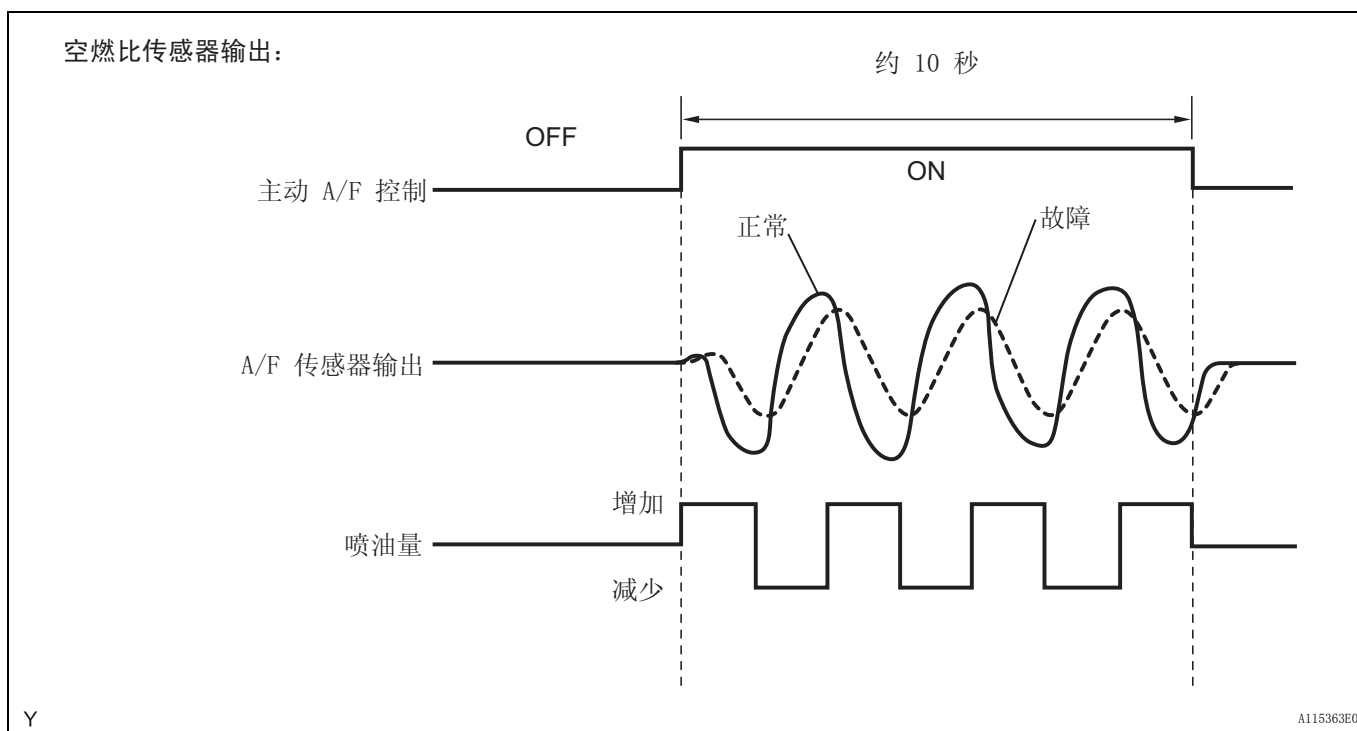 空燃比传感器输出：
约 10 秒
OFF
ON
主动 A/F 控制
正常
故障
A/F 传感器输出
增加
喷油量
减少
Y
A115363E0